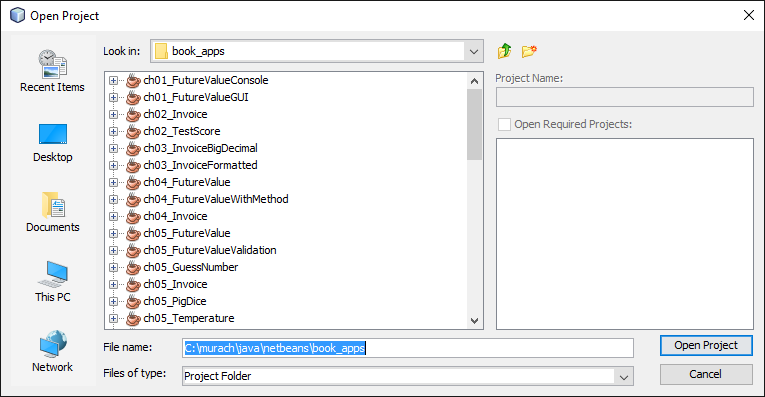 Open Project
Look in:
book_apps
Recent Items
Desktop
Documents
This PC
Network
ch01_FutureValueConsole
ch01_FutureValueGUI
ch02_Invoice
ch02_TestScore
ch03_InvoiceBigDecimal
ch03_InvoiceFormatted
ch04_FutureValue
ch04_FutureValueWithMethod
ch04_Invoice
ch05_FutureValue
ch05_FutureValueValidation
ch05_GuessNumber
ch05_Invoice
ch05_PigDice
ch05_Temperature
Project Name:
Open Required Projects:
File name:
C:\murach\java\netbeans\book_apps
Open Project
Files of type:
Project Folder
Cancel